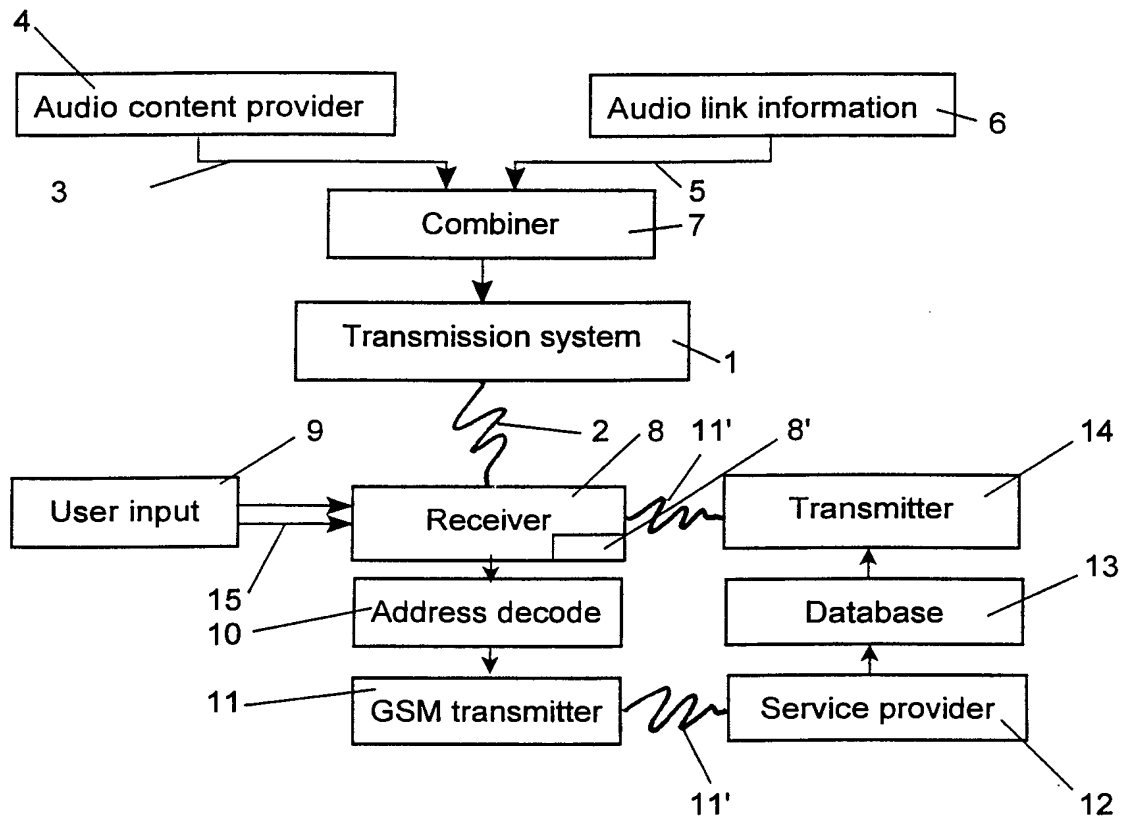 4
Audio content provider
Audio link information
6
3
5
Combiner
7
Transmission system
1
9
2
8
11'
8'
14
User input
Receiver
Transmitter
15
13
10
Address decode
Database
11
GSM transmitter
Service provider
11'
12